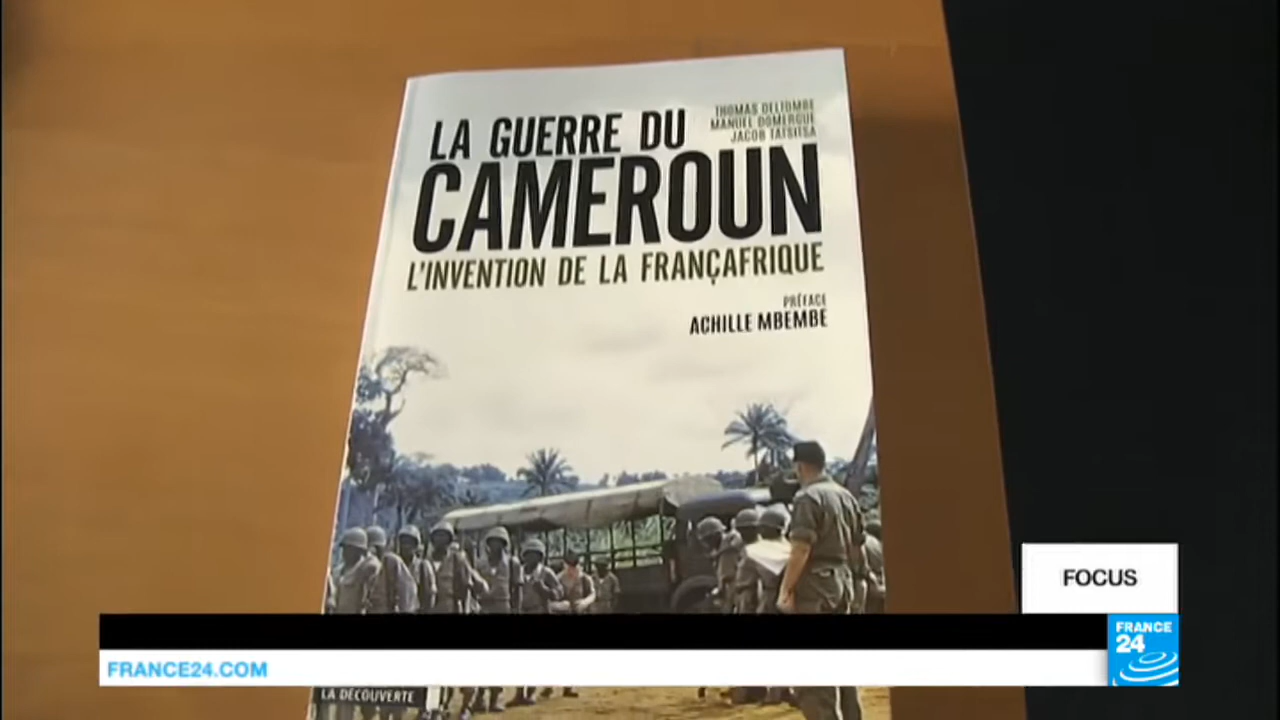 THOMAS DELTOMBE
MANUEL DOMERGUE
JACOB TATSITSA
LA GUERRE DU
CAMEROUN
L'INVENTION DE LA FRANÇAFRIQUE
PRÉFACE
ACHILLE MBEMBE
FOCUS
FRANCE
24
FRANCE24.COM
LA DÉCOUVERTE